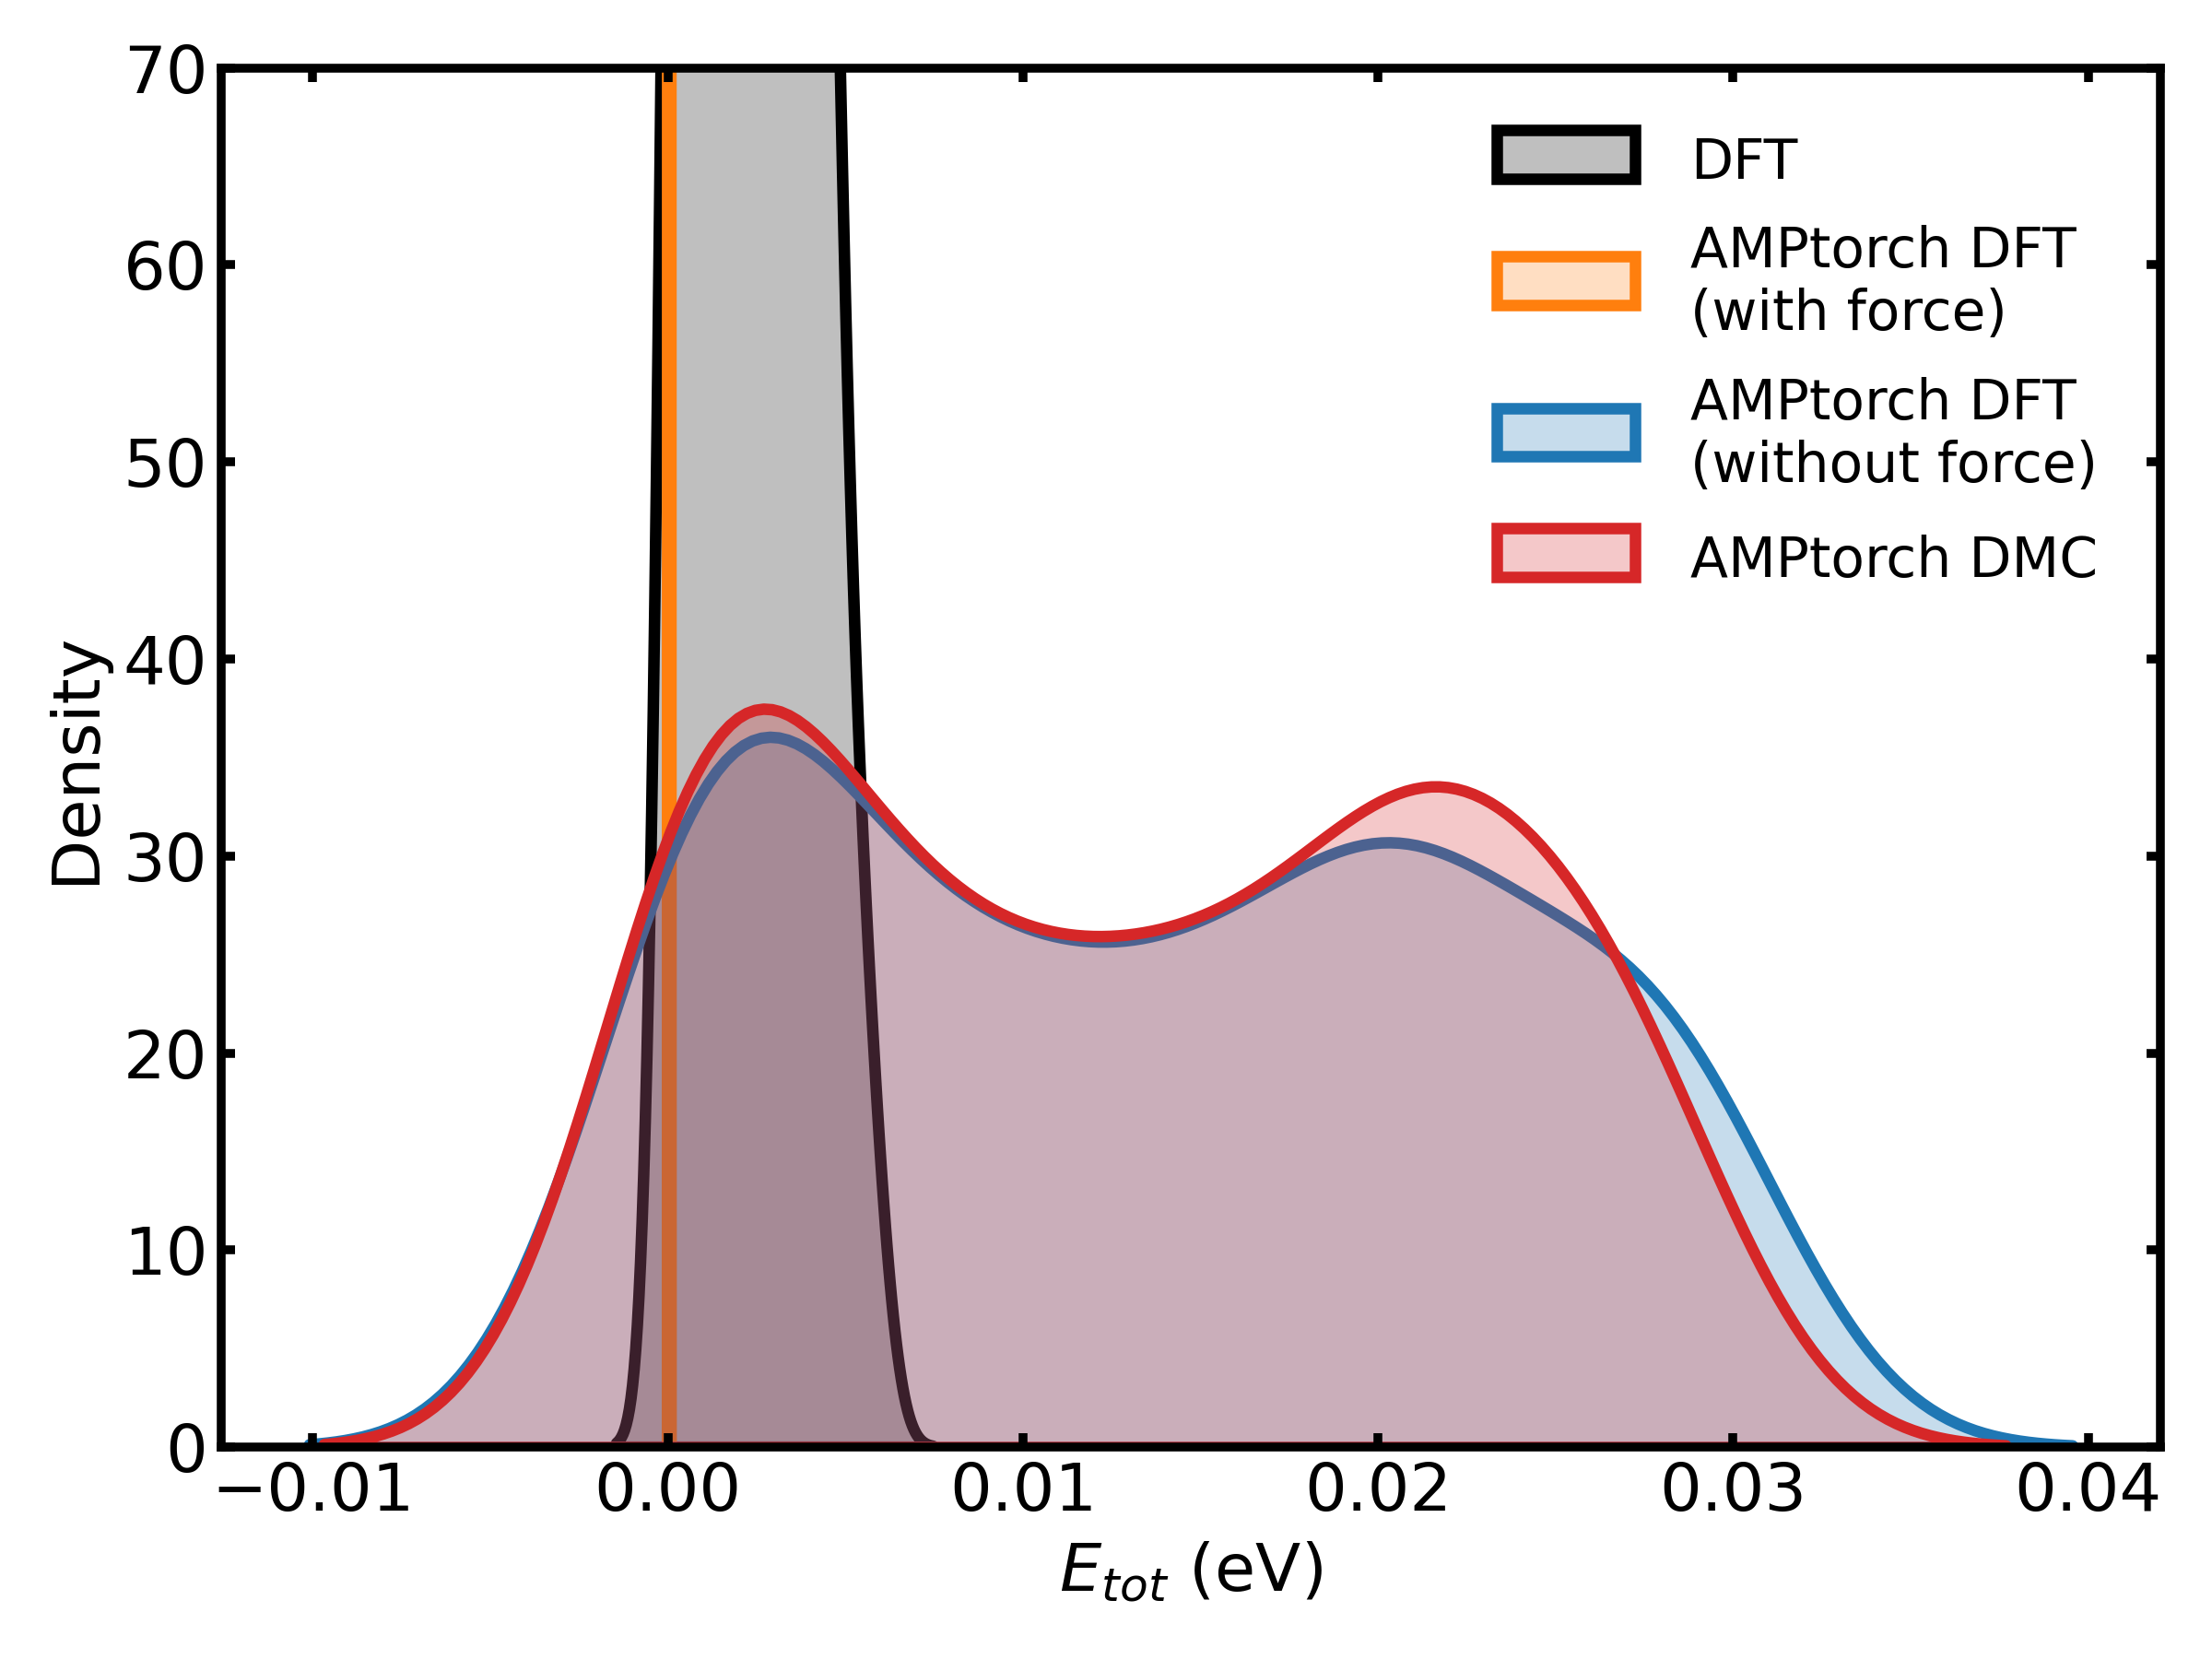 70
60
50
40
30
20
10
0
Density
DFT
AMPtorch DFT
(with force)
AMPtorch DFT
(without force)
AMPtorch DMC
−0.01 0.00 0.01 0.02 0.03 0.04
E_tot (eV)